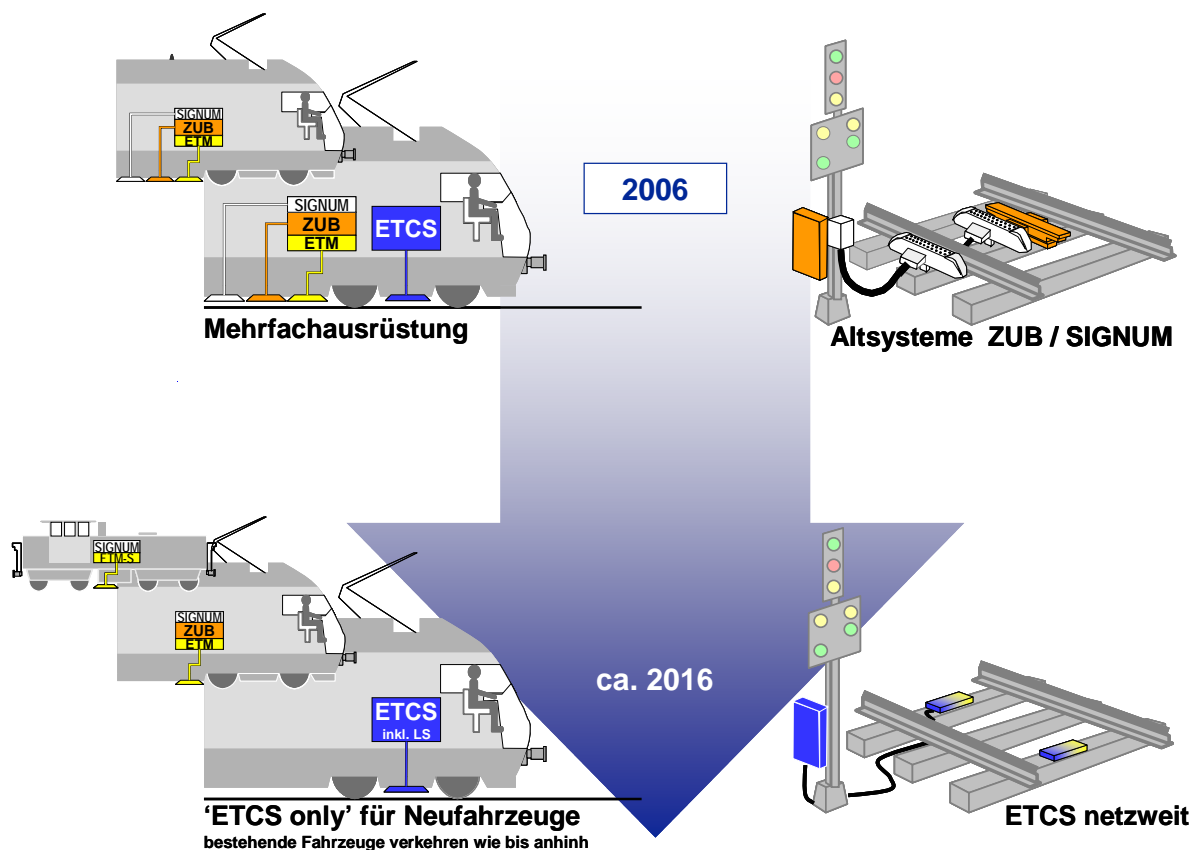 SIGNUM
ZUB
ETM
SIGNUM
ZUB
ETM
ETCS
2006
Mehrfachausrüstung
Altsysteme ZUB / SIGNUM
SIGNUM
ETM-S
SIGNUM
ZUB
ETM
ETCS
inkl. LS
ca. 2016
‘ETCS only’ für Neufahrzeuge
bestehende Fahrzeuge verkehren wie bis anhinh
ETCS netzweit